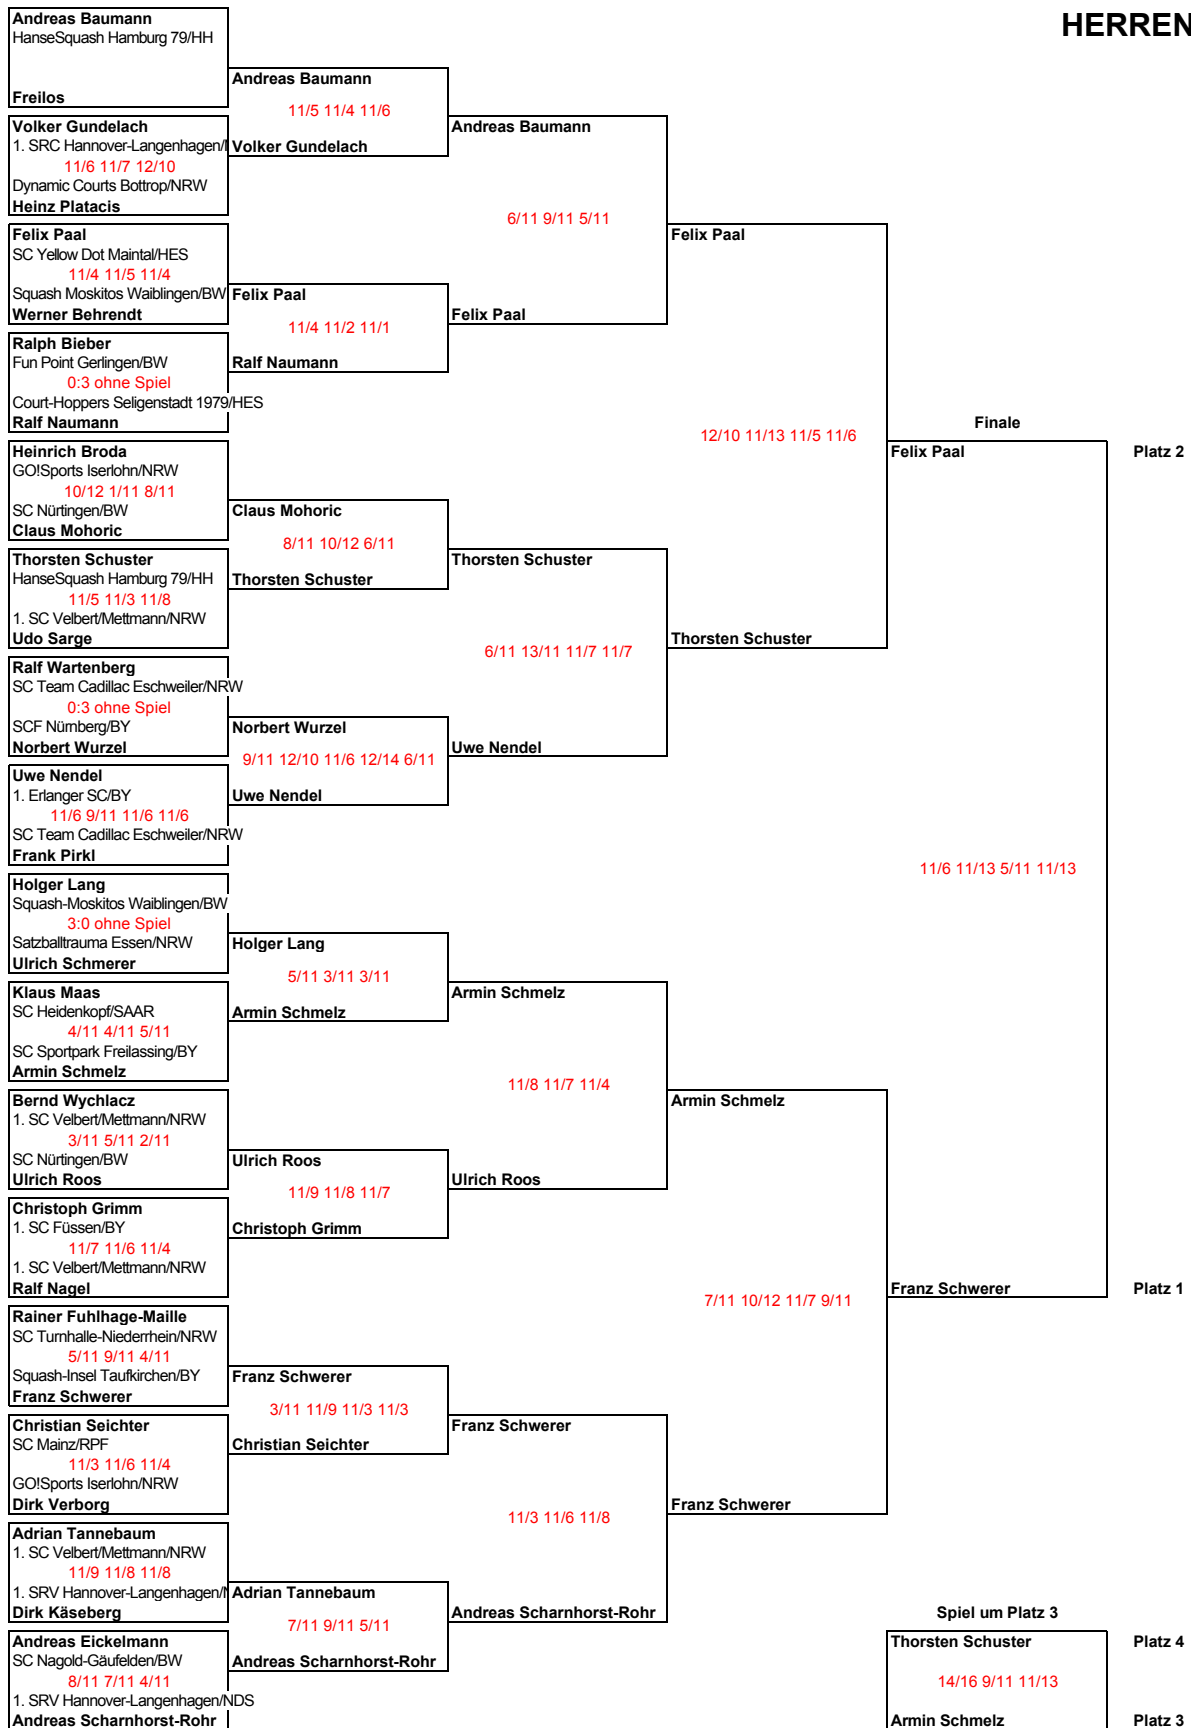 HERREN
Andreas Baumann
HanseSquash Hamburg 79/HH
Freilos
Volker Gundelach
1. SRC Hannover-Langenhagen/
11/6 11/7 12/10
Dynamic Courts Bottrop/NRW
Heinz Platacis
Felix Paal
SC Yellow Dot Maintal/HES
11/4 11/5 11/4
Squash Moskitos Waiblingen/BW
Werner Behrendt
Ralph Bieber
Fun Point Gerlingen/BW
0:3 ohne Spiel
Court-Hoppers Seligenstadt 1979/HES
Ralf Naumann
Heinrich Broda
GO!Sports Iserlohn/NRW
10/12 1/11 8/11
SC Nürtingen/BW
Claus Mohoric
Thorsten Schuster
HanseSquash Hamburg 79/HH
11/5 11/3 11/8
1. SC Velbert/Mettmann/NRW
Udo Sarge
Ralf Wartenberg
SC Team Cadillac Eschweiler/NRW
0:3 ohne Spiel
SCF Nürnberg/BY
Norbert Wurzel
Uwe Nendel
1. Erlanger SC/BY
11/6 9/11 11/6 11/6
SC Team Cadillac Eschweiler/NRW
Frank Pirkl
Holger Lang
Squash-Moskitos Waiblingen/BW
3:0 ohne Spiel
Satzballtrauma Essen/NRW
Ulrich Schmerer
Klaus Maas
SC Heidenkopf/SAAR
4/11 4/11 5/11
SC Sportpark Freilassing/BY
Armin Schmelz
Bernd Wychlacz
1. SC Velbert/Mettmann/NRW
3/11 5/11 2/11
SC Nürtingen/BW
Ulrich Roos
Christoph Grimm
1. SC Füssen/BY
11/7 11/6 11/4
1. SC Velbert/Mettmann/NRW
Ralf Nagel
Rainer Fuhlhage-Maille
SC Turnhalle-Niederrhein/NRW
5/11 9/11 4/11
Squash-Insel Taufkirchen/BY
Franz Schwerer
Christian Seichter
SC Mainz/RPF
11/3 11/6 11/4
GO!Sports Iserlohn/NRW
Dirk Verborg
Adrian Tannebaum
1. SC Velbert/Mettmann/NRW
11/9 11/8 11/8
1. SRV Hannover-Langenhagen/
Dirk Käseberg
Andreas Eickelmann
SC Nagold-Gäufelden/BW
8/11 7/11 4/11
1. SRV Hannover-Langenhagen/NDS
Andreas Scharnhorst-Rohr
Andreas Baumann
11/5 11/4 11/6
Volker Gundelach
Felix Paal
11/4 11/2 11/1
Ralf Naumann
Claus Mohoric
8/11 10/12 6/11
Thorsten Schuster
Norbert Wurzel
9/11 12/10 11/6 12/14 6/11
Uwe Nendel
Holger Lang
5/11 3/11 3/11
Armin Schmelz
Ulrich Roos
11/9 11/8 11/7
Christoph Grimm
Franz Schwerer
3/11 11/9 11/3 11/3
Christian Seichter
Adrian Tannebaum
7/11 9/11 5/11
Andreas Scharnhorst-Rohr
Andreas Baumann
6/11 9/11 5/11
Felix Paal
Thorsten Schuster
6/11 13/11 11/7 11/7
Uwe Nendel
Armin Schmelz
11/8 11/7 11/4
Ulrich Roos
Franz Schwerer
11/3 11/6 11/8
Andreas Scharnhorst-Rohr
Felix Paal
12/10 11/13 11/5 11/6
Thorsten Schuster
Armin Schmelz
7/11 10/12 11/7 9/11
Franz Schwerer
Finale
Felix Paal
Platz 2
11/6 11/13 5/11 11/13
Franz Schwerer
Platz 1
Spiel um Platz 3
Thorsten Schuster
Platz 4
14/16 9/11 11/13
Armin Schmelz
Platz 3